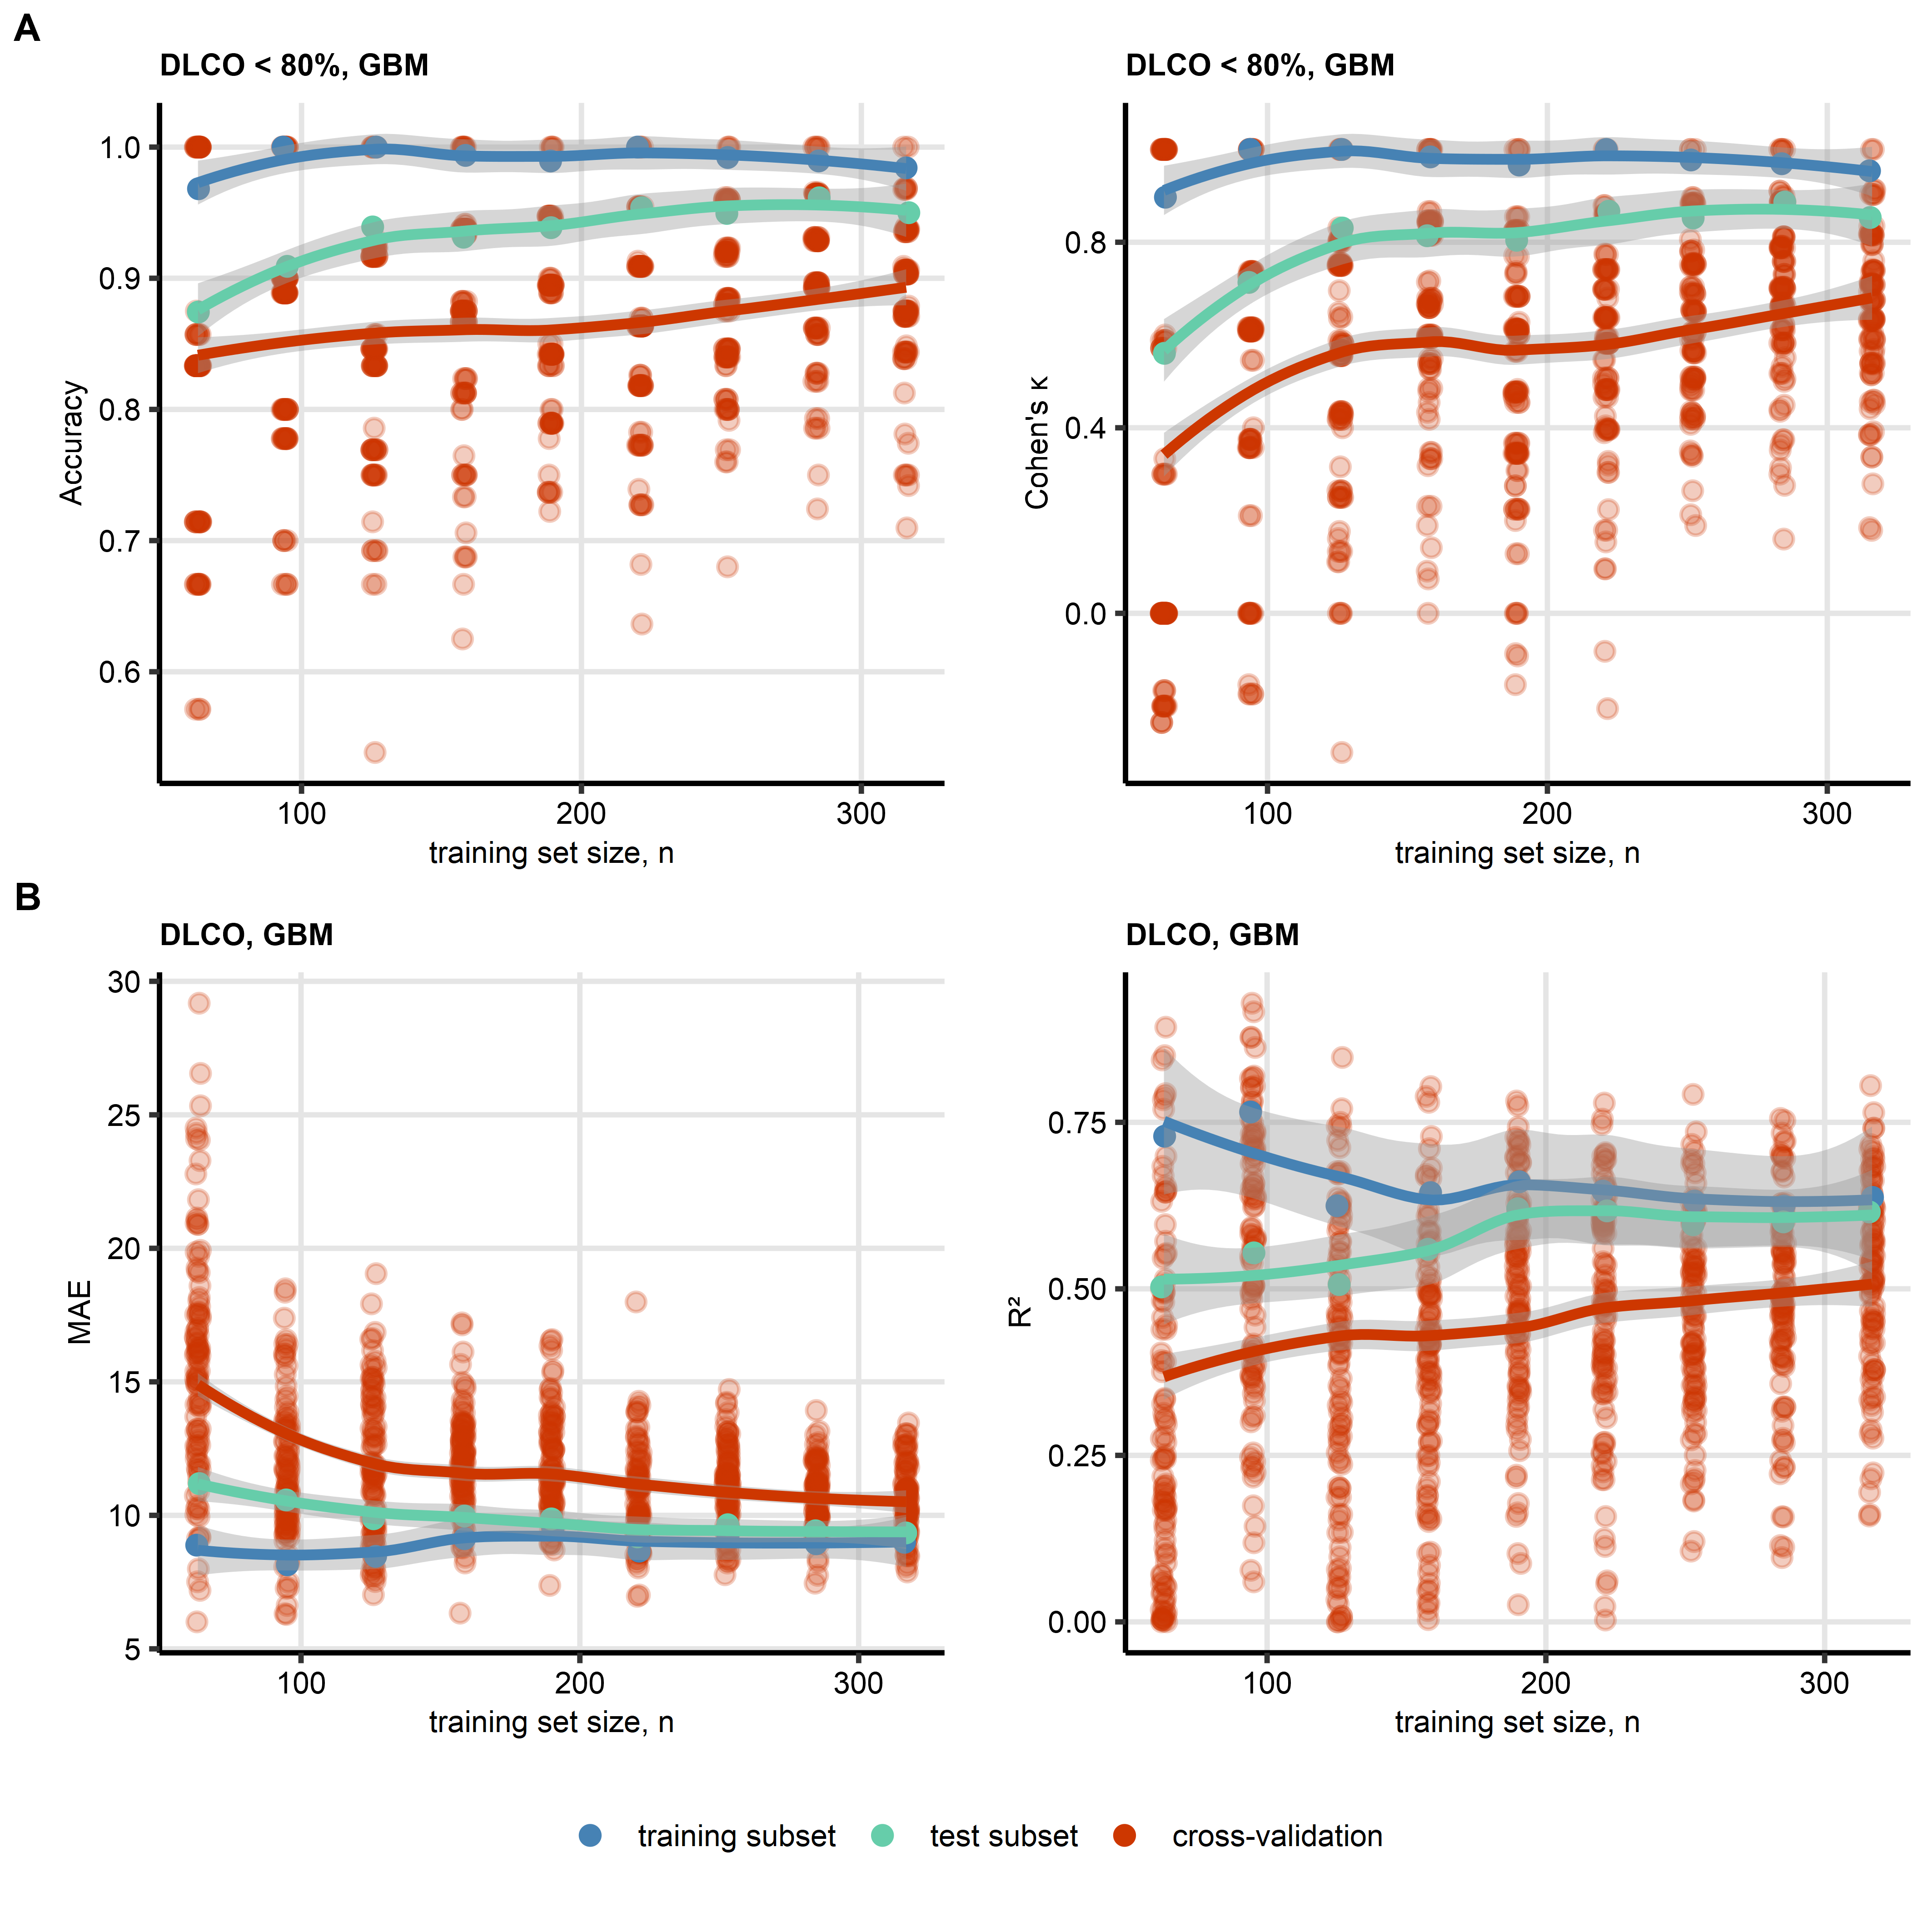 A
DLCO < 80%, GBM
1.0
0.9
0.8
0.7
0.6
Accuracy
100 200 300
training set size, n
DLCO < 80%, GBM
0.8
0.4
0.0
Cohen's κ
100 200 300
training set size, n
B
DLCO, GBM
30
25
20
15
10
5
MAE
100 200 300
training set size, n
DLCO, GBM
0.75
0.50
0.25
0.00
R²
100 200 300
training set size, n
training subset test subset cross-validation